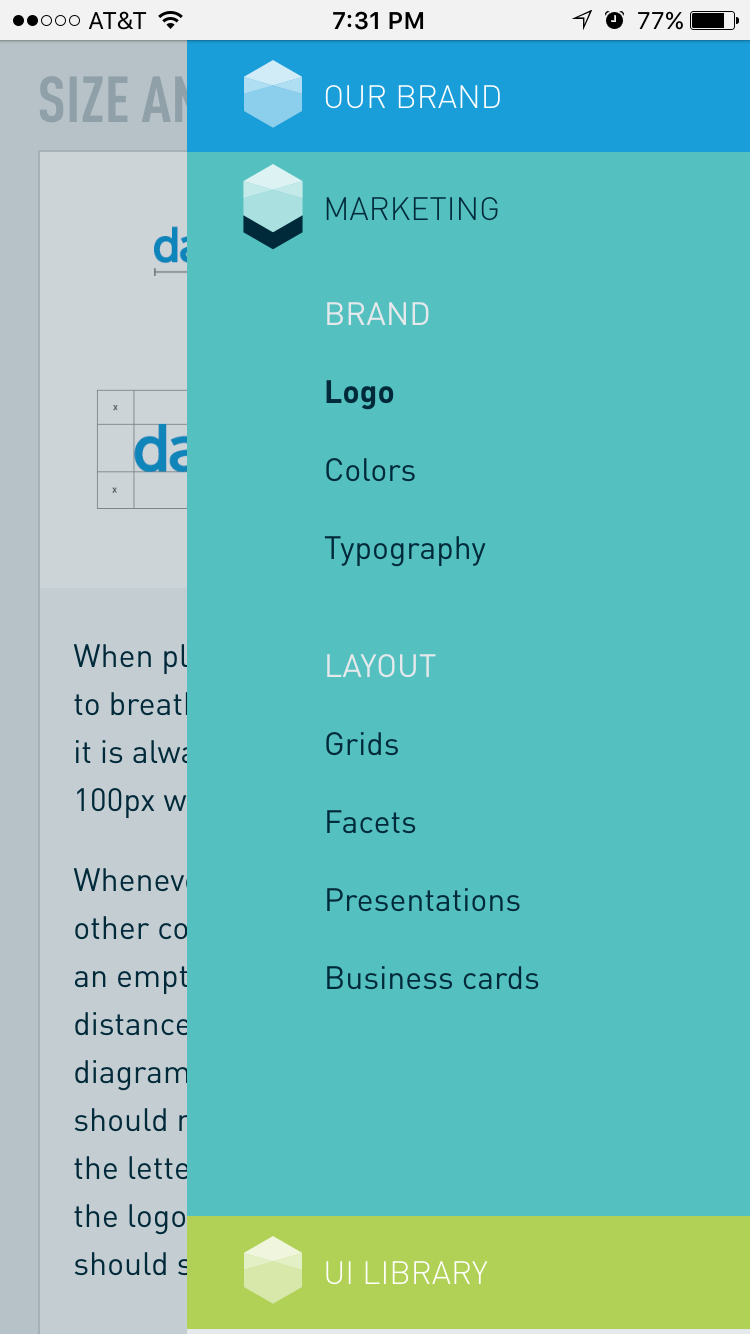 AT&T 7:31 PM 77%
SIZE AN
da
x
da
x
When pl
to breat
it is alwa
100px w
Whenev
other co
an empt
distance
diagram
should r
the lette
the logo
should s
OUR BRAND
MARKETING
BRAND
Logo
Colors
Typography
LAYOUT
Grids
Facets
Presentations
Business cards
UI LIBRARY